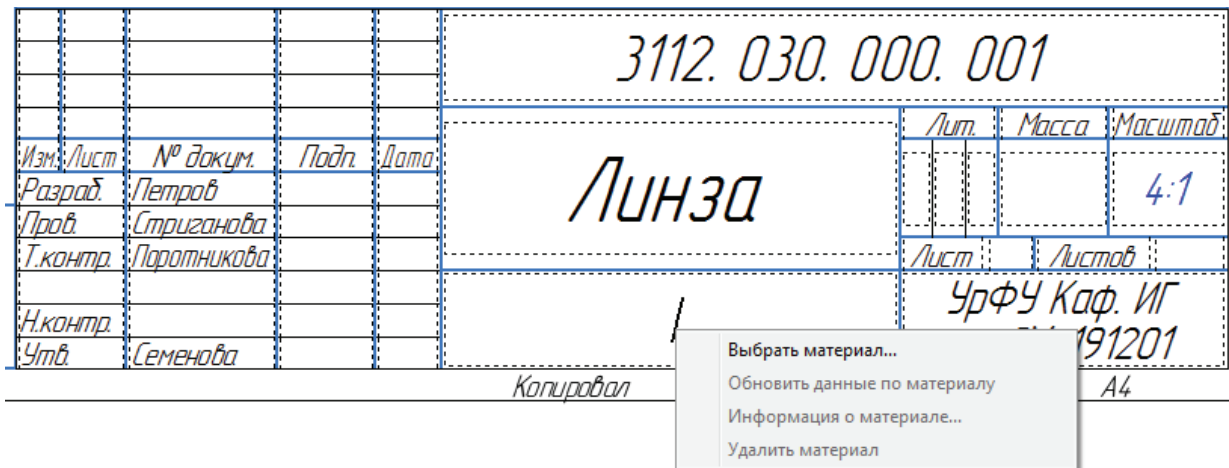 3112. 030. 000. 001
Лит. Масса Масштаб
Изм. Лист № докум. Подп. Дата
Линза
4:1
Разраб. Петров
Пров. Стриганова
Т.контр. Поротникова
Лист Листов
УрФУ Каф. ИГ
191201
Н.контр.
Утв. Семенова
Выбрать материал...
Обновить данные по материалу
Информация о материале...
Удалить материал
Копировал
А4